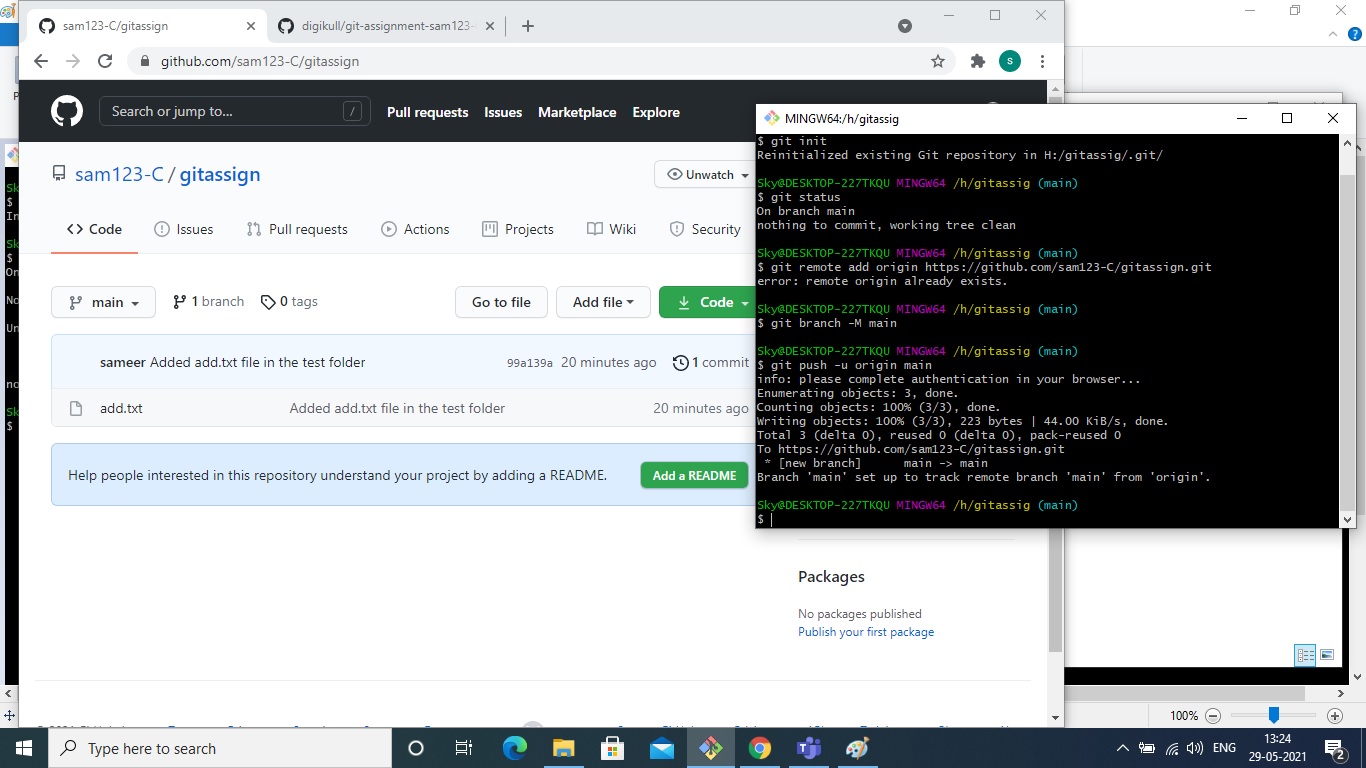 sam123-C/gitassign
digikull/git-assignment-sam123-
github.com/sam123-C/gitassign
S
Search or jump to...
/
Pull requests
Issues
Marketplace
Explore
sam123-C / gitassign
Unwatch
Code
Issues
Pull requests
Actions
Projects
Wiki
Security
main
1 branch
0 tags
Go to file
Add file
Code
sameer Added add.txt file in the test folder
99a139a 20 minutes ago
1 commit
add.txt
Added add.txt file in the test folder
20 minutes ago
Help people interested in this repository understand your project by adding a README.
Add a README
Packages
No packages published
Publish your first package
MINGW64:/h/gitassig
$ git init
Reinitialized existing Git repository in H:/gitassig/.git/
Sky@DESKTOP-227TKQU MINGW64 /h/gitassig (main)
$ git status
On branch main
nothing to commit, working tree clean
Sky@DESKTOP-227TKQU MINGW64 /h/gitassig (main)
$ git remote add origin https://github.com/sam123-C/gitassign.git
error: remote origin already exists.
Sky@DESKTOP-227TKQU MINGW64 /h/gitassig (main)
$ git branch -M main
Sky@DESKTOP-227TKQU MINGW64 /h/gitassig (main)
$ git push -u origin main
info: please complete authentication in your browser...
Enumerating objects: 3, done.
Counting objects: 100% (3/3), done.
Writing objects: 100% (3/3), 223 bytes | 44.00 KiB/s, done.
Total 3 (delta 0), reused 0 (delta 0), pack-reused 0
To https://github.com/sam123-C/gitassign.git
 * [new branch]      main -> main
Branch 'main' set up to track remote branch 'main' from 'origin'.
Sky@DESKTOP-227TKQU MINGW64 /h/gitassig (main)
$
100%
Type here to search
ENG
13:24
29-05-2021
2